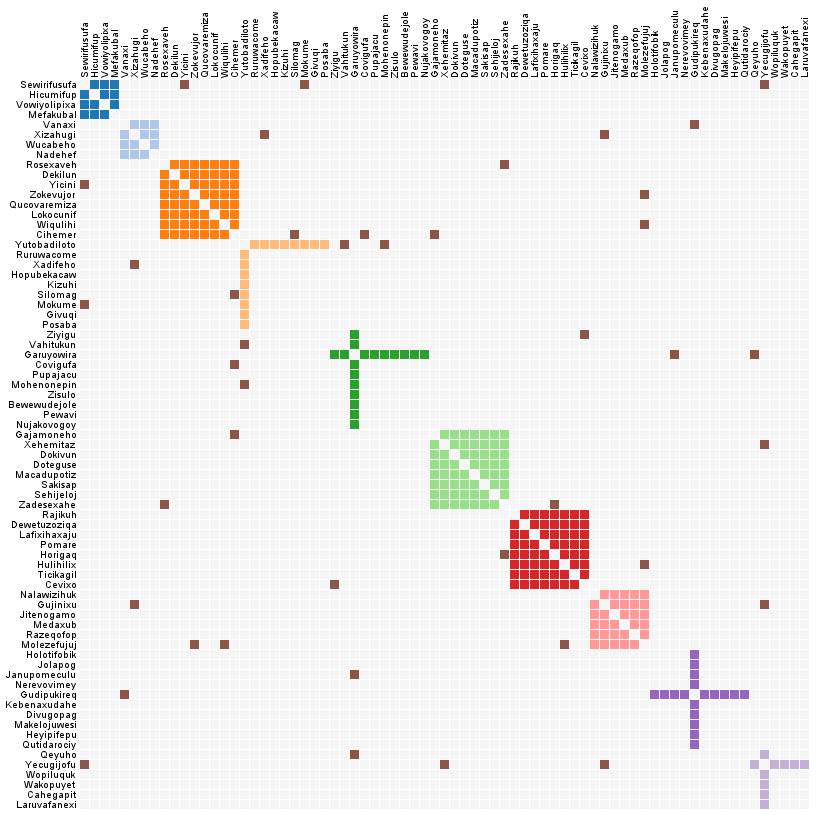 Sewirifusufa
Hicumifup
Vowiyolipixa
Mefakubal
Vanaxi
Xizahugi
Wucabeho
Nadehef
Rosexaveh
Dekilun
Yicini
Zokevujor
Qucovaremiza
Lokocunif
Wiqulihi
Cihemer
Yutobadiloto
Ruruwacome
Xadifeho
Hopubekacaw
Kizuhi
Silomag
Mokume
Givuqi
Posaba
Ziyigu
Vahitukun
Garuyowira
Covigufa
Pupajacu
Mohenonepin
Zisulo
Bewewudejole
Pewavi
Nujakovogoy
Gajamoneho
Xehemitaz
Dokivun
Doteguse
Macadupotiz
Sakisap
Sehijeloj
Zadesexahe
Rajikuh
Dewetuzoziqa
Lafixihaxaju
Pomare
Horigaq
Hulihilix
Ticikagil
Cevixo
Nalawizihuk
Gujinixu
Jitenogamo
Medaxub
Razeqofop
Molezefujuj
Holotifobik
Jolapog
Janupomeculu
Nerevovimey
Gudipukireq
Kebenaxudahe
Divugopag
Makelojuwesi
Heyipifepu
Qutidarociy
Qeyuho
Yecugijofu
Wopiluquk
Wakopuyet
Cahegapit
Laruvafanexi
Sewirifusufa
Hicumifup
Vowiyolipixa
Mefakubal
Vanaxi
Xizahugi
Wucabeho
Nadehef
Rosexaveh
Dekilun
Yicini
Zokevujor
Qucovaremiza
Lokocunif
Wiqulihi
Cihemer
Yutobadiloto
Ruruwacome
Xadifeho
Hopubekacaw
Kizuhi
Silomag
Mokume
Givuqi
Posaba
Ziyigu
Vahitukun
Garuyowira
Covigufa
Pupajacu
Mohenonepin
Zisulo
Bewewudejole
Pewavi
Nujakovogoy
Gajamoneho
Xehemitaz
Dokivun
Doteguse
Macadupotiz
Sakisap
Sehijeloj
Zadesexahe
Rajikuh
Dewetuzoziqa
Lafixihaxaju
Pomare
Horigaq
Hulihilix
Ticikagil
Cevixo
Nalawizihuk
Gujinixu
Jitenogamo
Medaxub
Razeqofop
Molezefujuj
Holotifobik
Jolapog
Janupomeculu
Nerevovimey
Gudipukireq
Kebenaxudahe
Divugopag
Makelojuwesi
Heyipifepu
Qutidarociy
Qeyuho
Yecugijofu
Wopiluquk
Wakopuyet
Cahegapit
Laruvafanexi